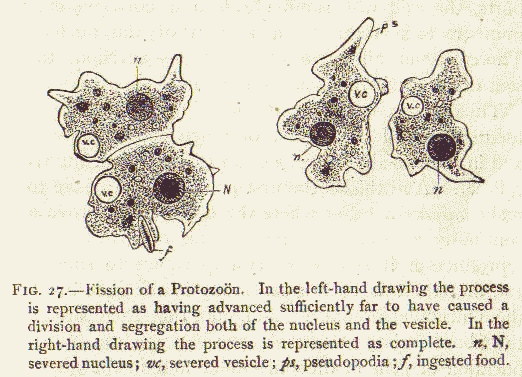 ps
n
v.c
v.c
v.c
v.c
n.
N
n
f
FIG. 27.—Fission of a Protozoön. In the left-hand drawing the process
is represented as having advanced sufficiently far to have caused a
division and segregation both of the nucleus and the vesicle. In the
right-hand drawing the process is represented as complete. n, N,
severed nucleus; vc, severed vesicle; ps, pseudopodia; f, ingested food.